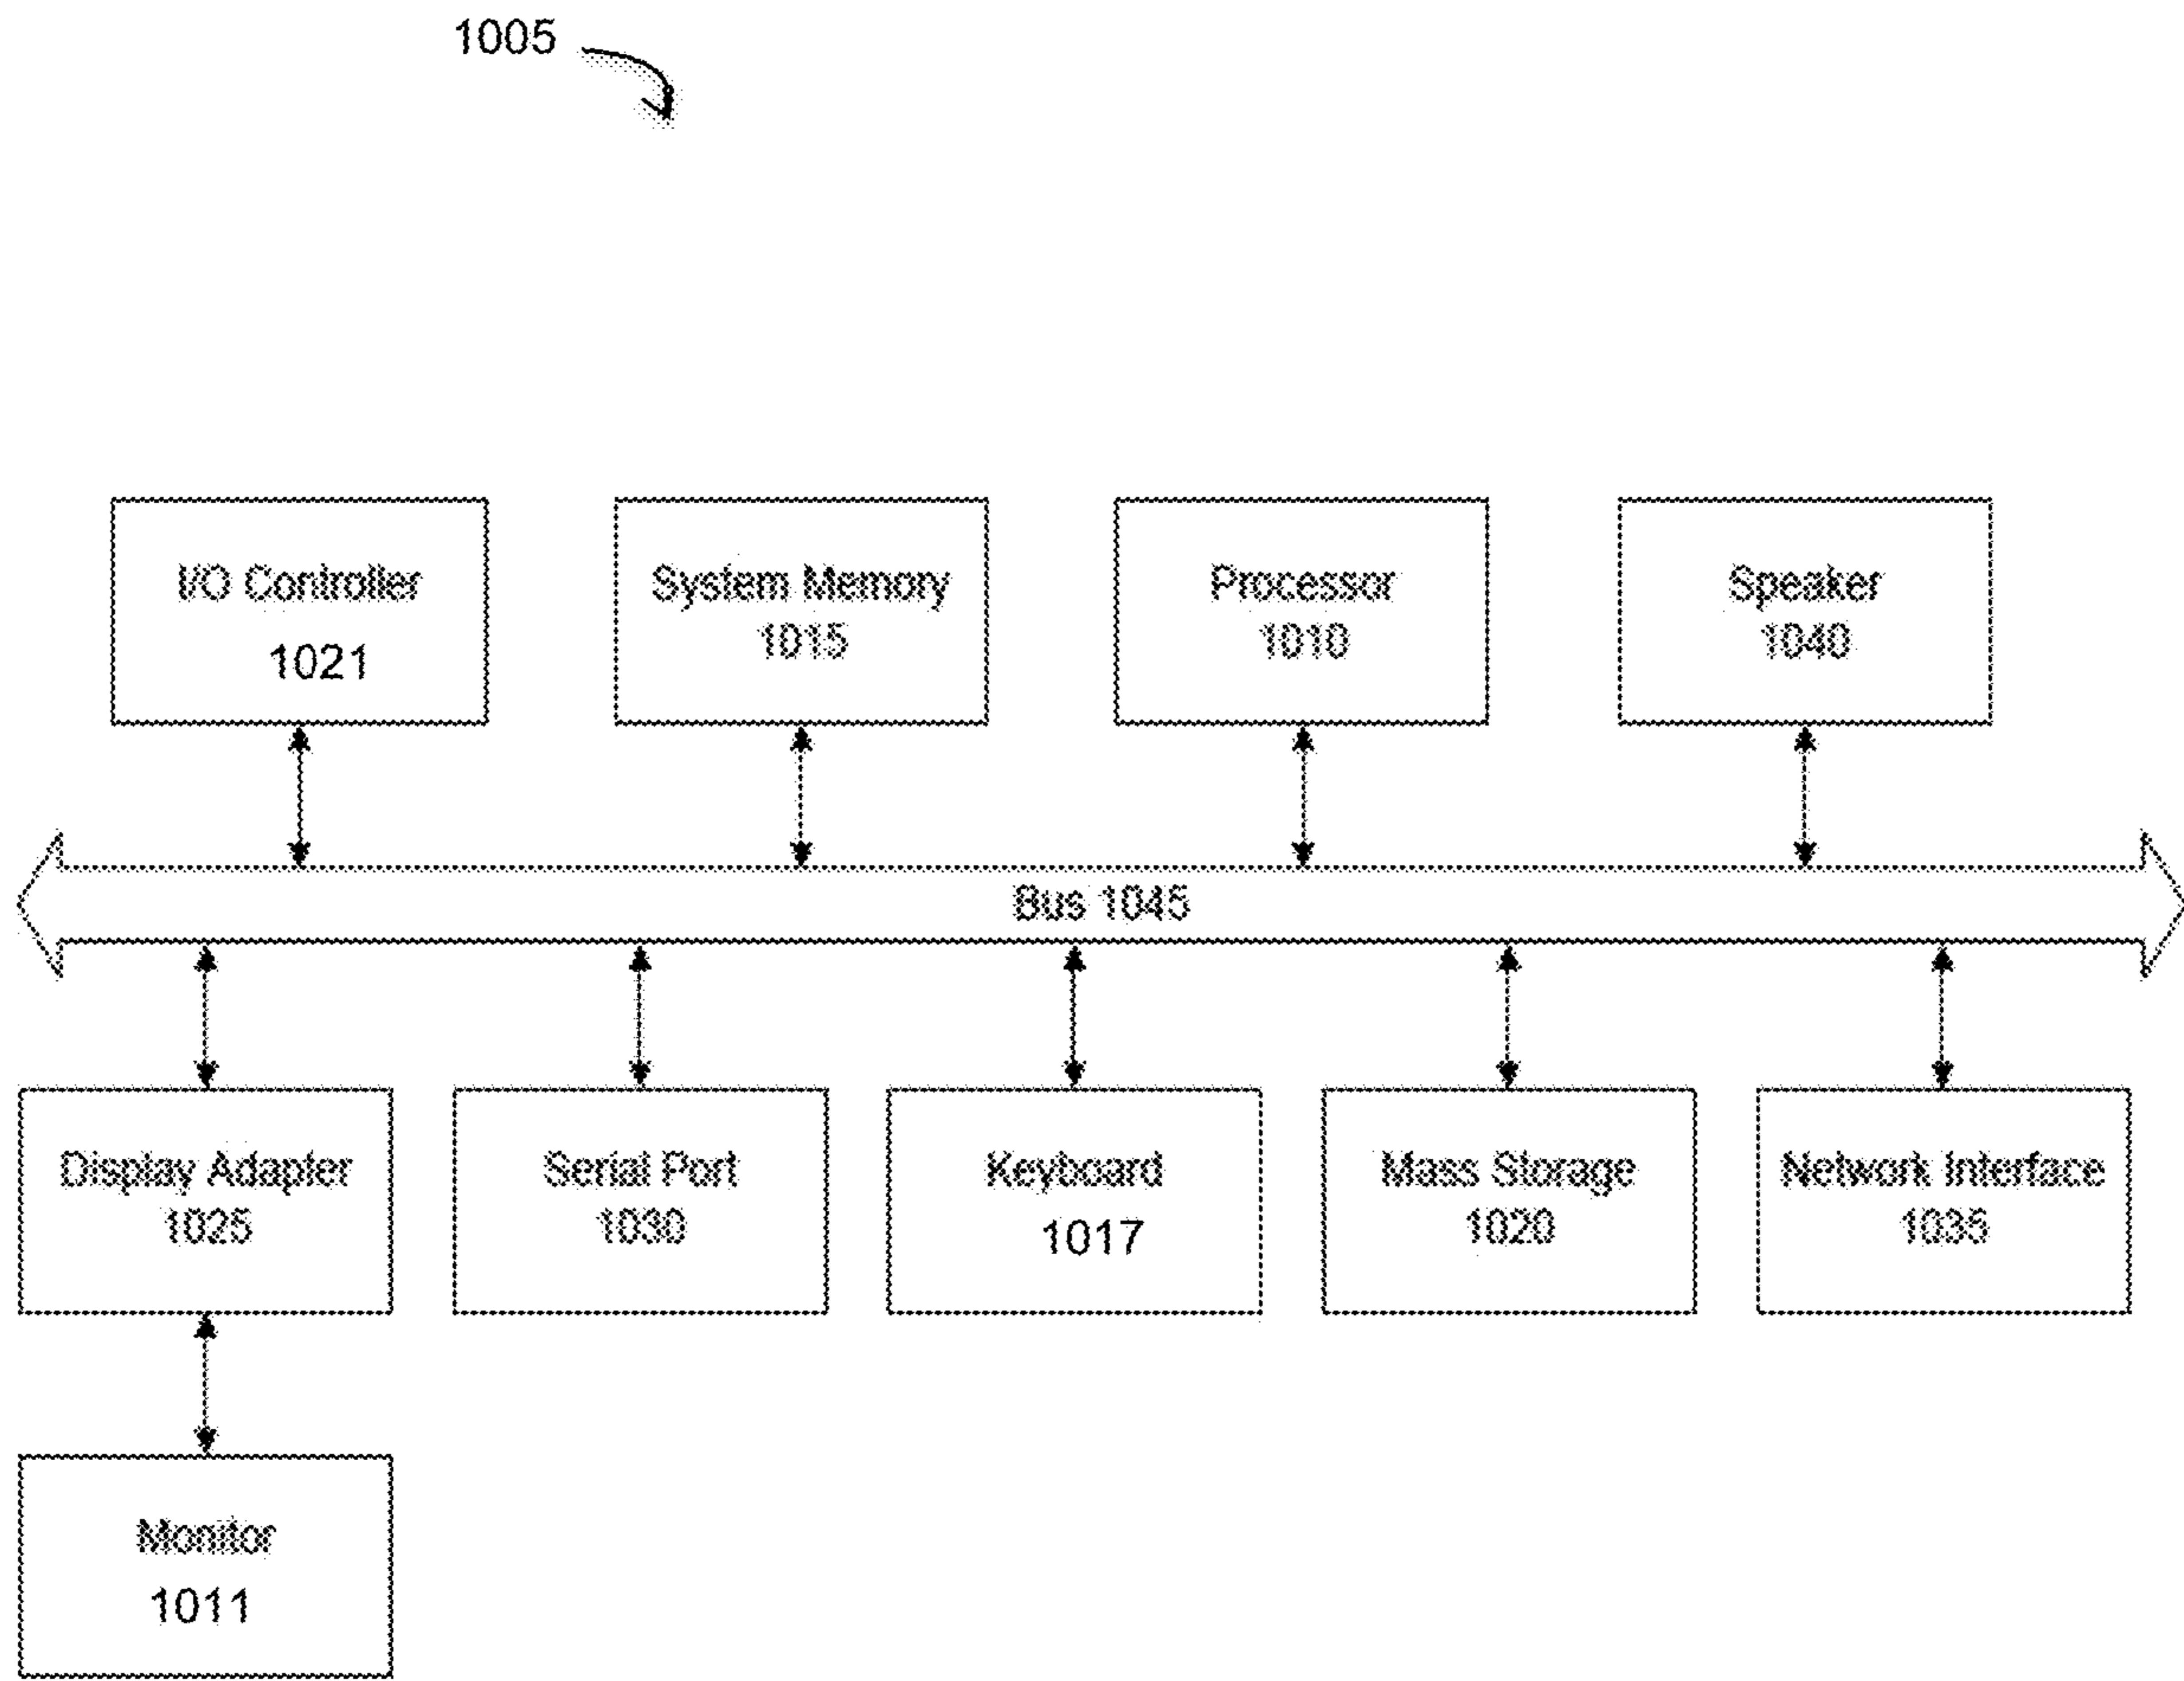 1005
I/O Controller
1021
System Memory
1015
Processor
1010
Speaker
1040
Bus 1045
Display Adapter
1025
Serial Port
1030
Keyboard
1017
Mass Storage
1020
Network Interface
1035
Monitor
1011